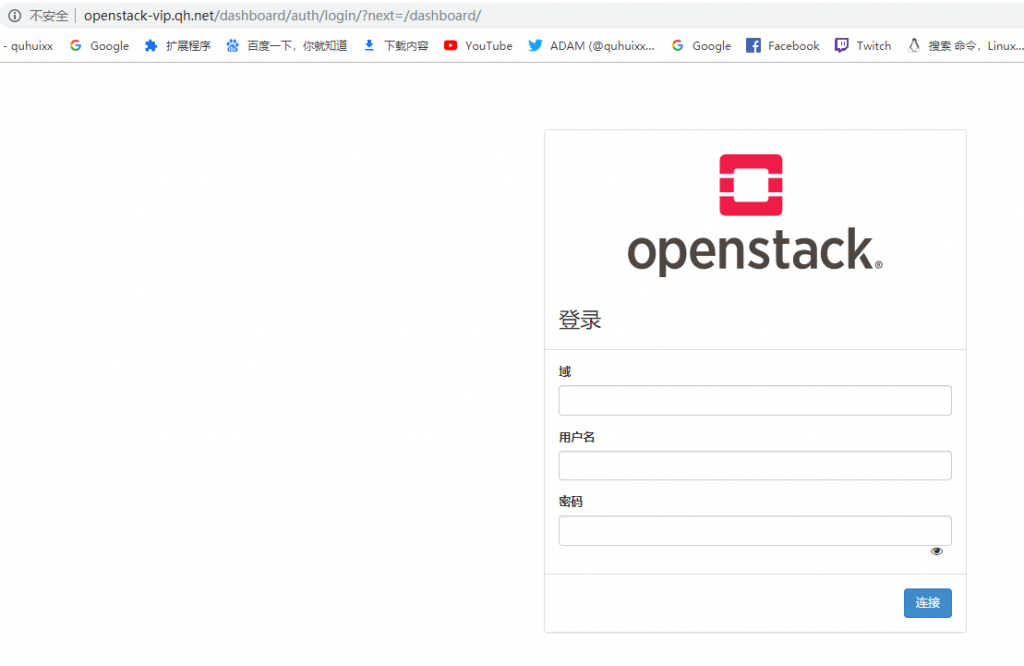 不安全 openstack-vip.qh.net/dashboard/auth/login/?next=/dashboard/
- quhuixx Google 扩展程序 百度一下，你就知道 下载内容 YouTube ADAM (@quhuixx... Google Facebook Twitch 搜索 命令，Linux...
openstack®
登录
域
用户名
密码
连接